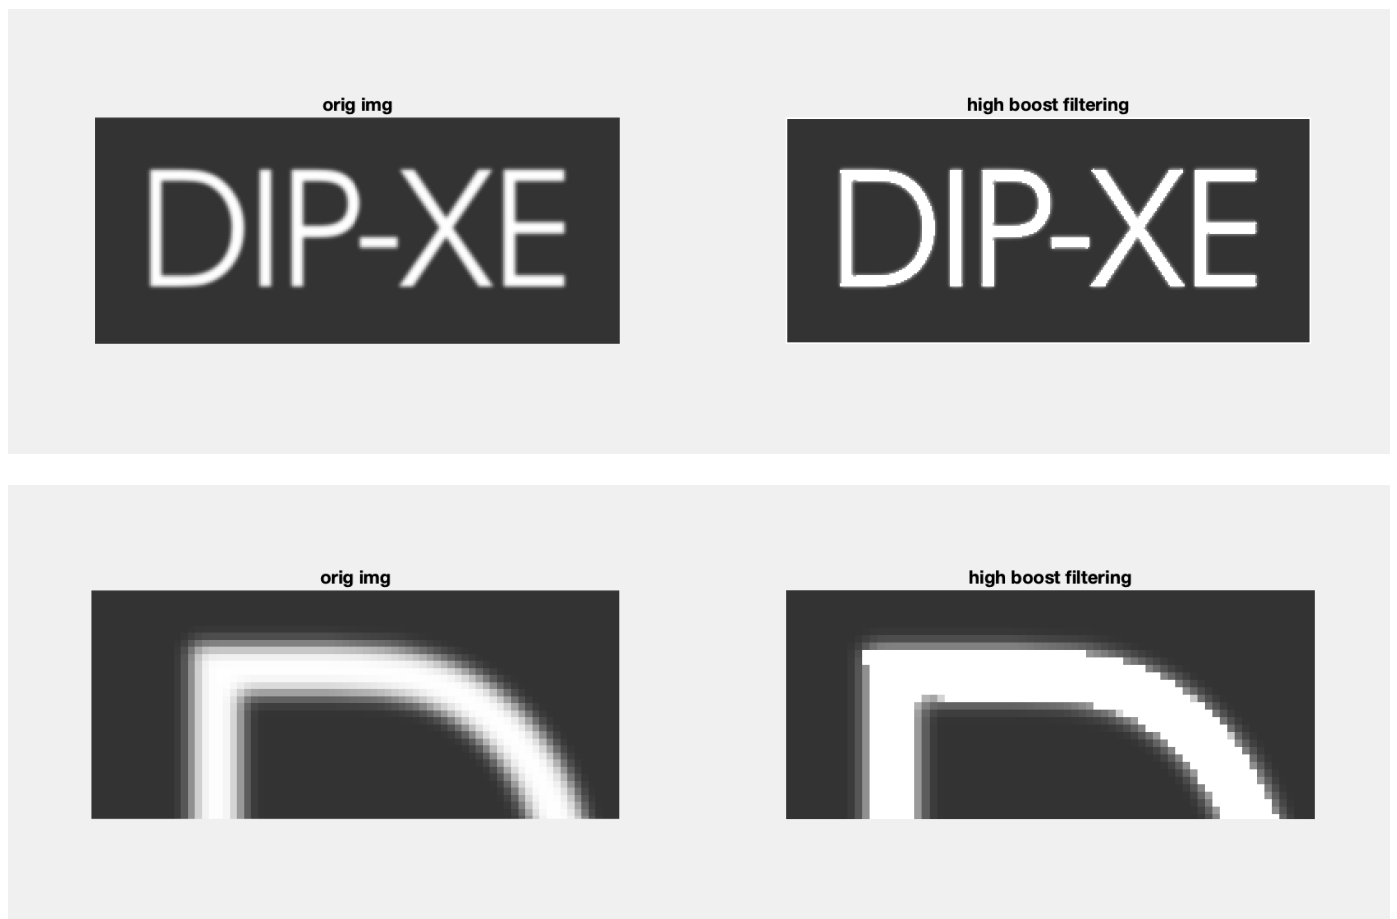 orig img
high boost filtering
DIP-XE
DIP-XE
orig img
high boost filtering
D
D